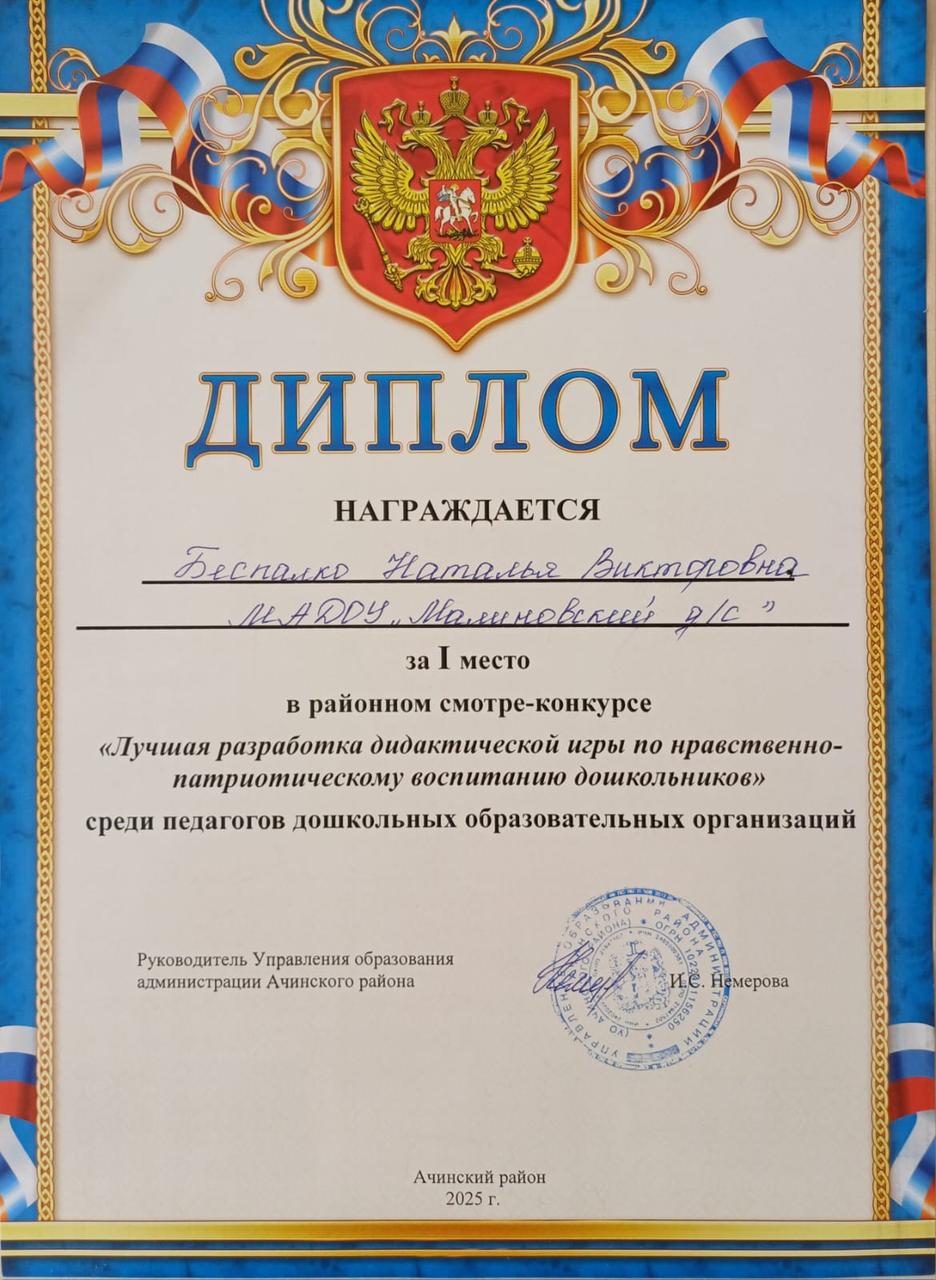 ДИПЛОМ
НАГРАЖДАЕТСЯ
Беспалко Наталья Викторовна
МАДОУ „Малиновский д/с"
за I место
в районном смотре-конкурсе
«Лучшая разработка дидактической игры по нравственно-
патриотическому воспитанию дошкольников»
среди педагогов дошкольных образовательных организаций
Руководитель Управления образования
администрации Ачинского района
И.С. Немерова
Ачинский район
2025 г.